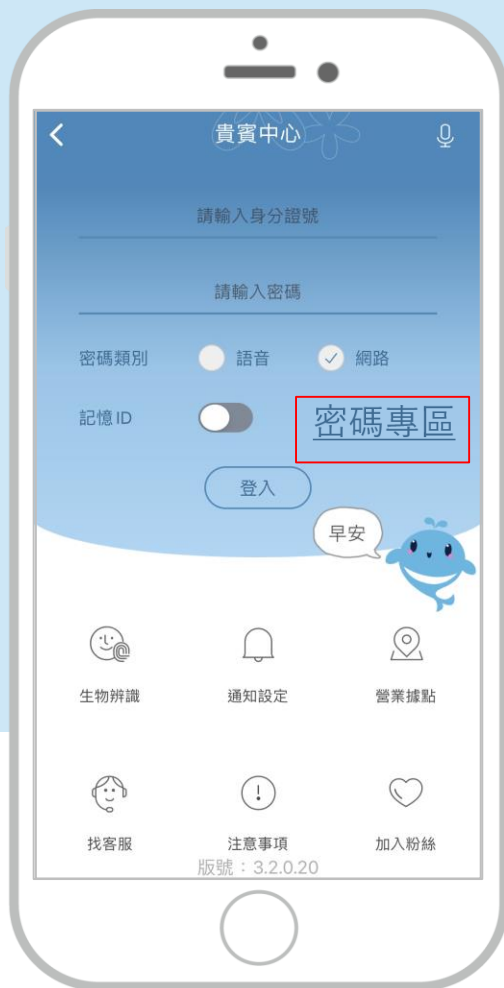 貴賓中心
請輸入身分證號
請輸入密碼
密碼類別 語音 網路
記憶ID 密碼專區
登入
早安
生物辨識 通知設定 營業據點
找客服 注意事項 加入粉絲
版號：3.2.0.20